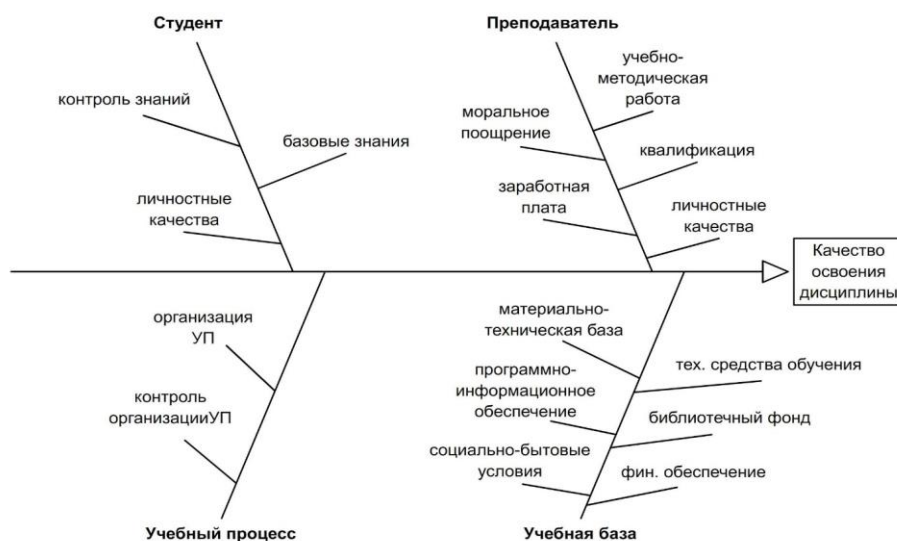 Студент
контроль знаний
базовые знания
личностные
качества
Преподаватель
учебно-
методическая
работа
моральное
поощрение
квалификация
заработная
плата
личностные
качества
Качество
освоения
дисциплины
организация
УП
контроль
организацииУП
Учебный процесс
материально-
техническая база
тех. средства обучения
программно-
информационное
обеспечение
библиотечный фонд
социально-бытовые
условия
фин. обеспечение
Учебная база